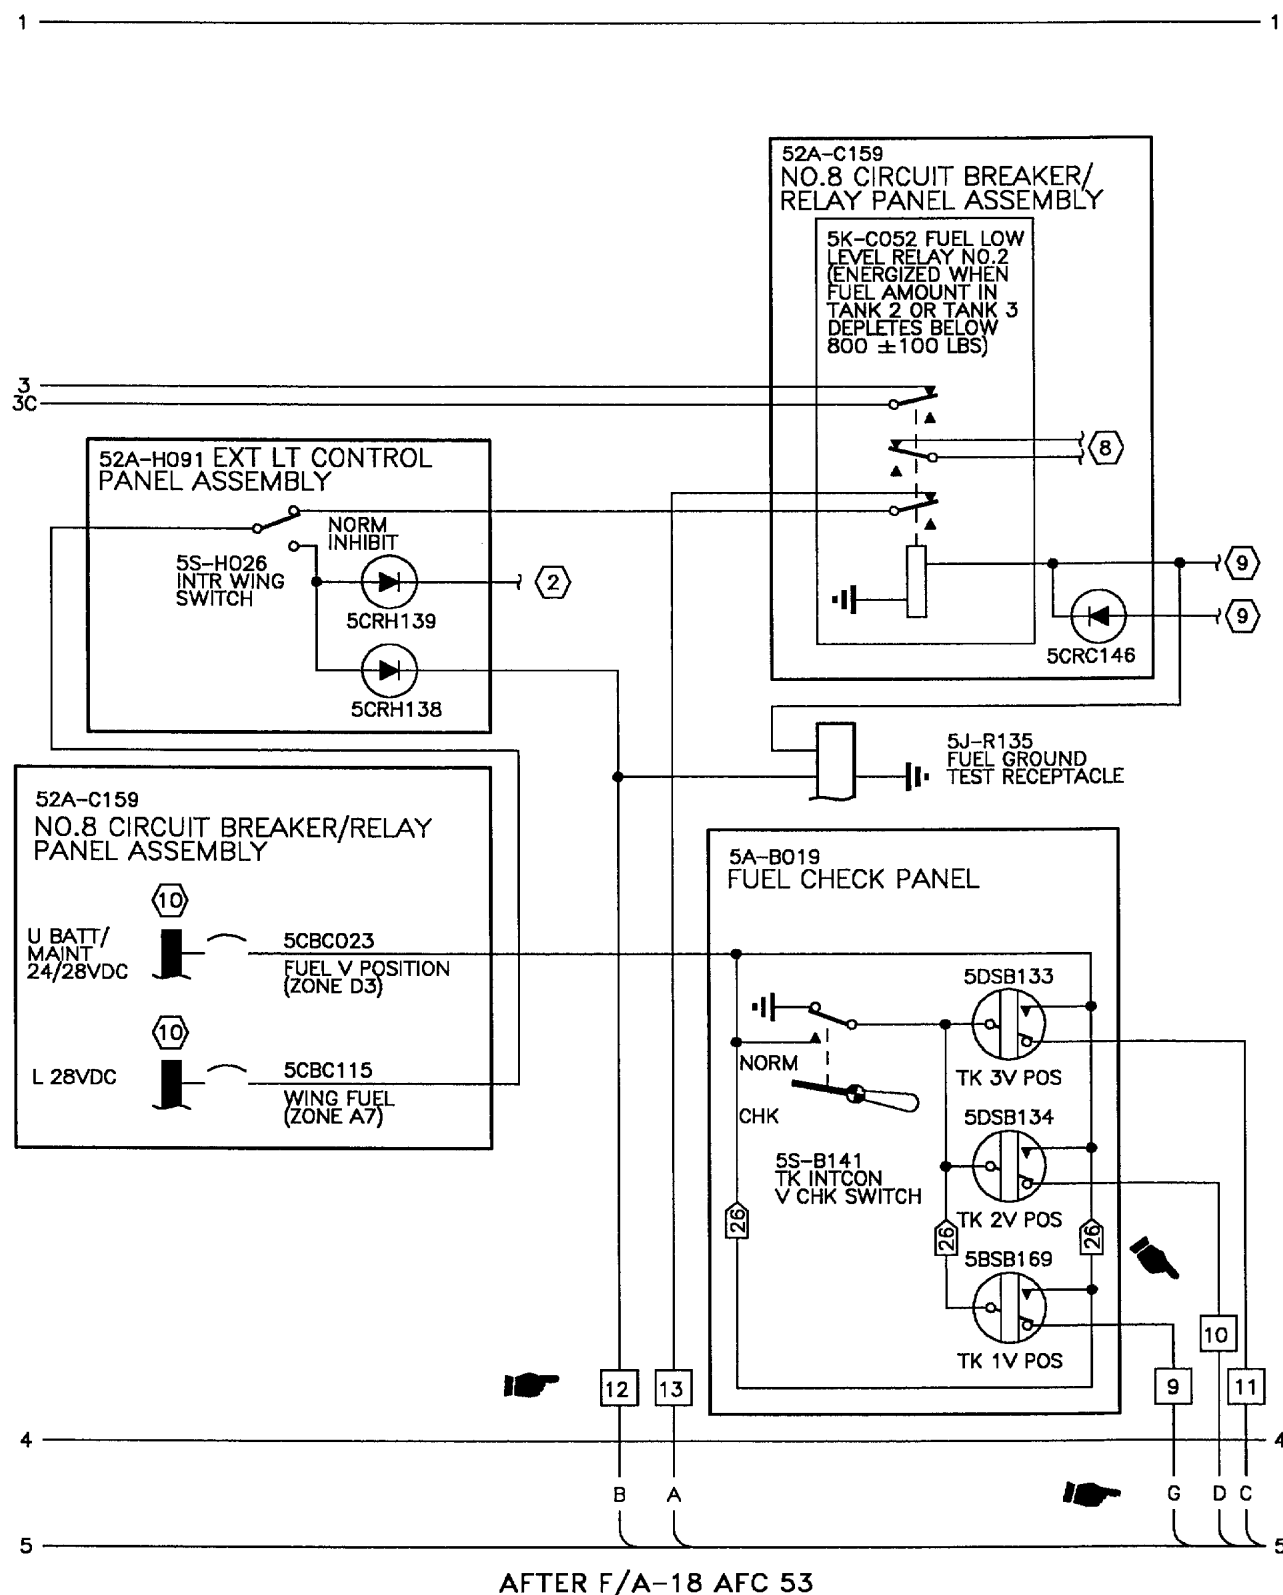 1
1
52A-C159
NO.8 CIRCUIT BREAKER/
RELAY PANEL ASSEMBLY
5K-C052 FUEL LOW
LEVEL RELAY NO.2
(ENERGIZED WHEN
FUEL AMOUNT IN
TANK 2 OR TANK 3
DEPLETES BELOW
800 ±100 LBS)
3
3C
8
52A-H091 EXT LT CONTROL
PANEL ASSEMBLY
NORM
INHIBIT
5S-H026
INTR WING
SWITCH
2
5CRH139
5CRH138
9
9
5CRC146
5J-R135
FUEL GROUND
TEST RECEPTACLE
52A-C159
NO.8 CIRCUIT BREAKER/RELAY
PANEL ASSEMBLY
10
U BATT/
MAINT
24/28VDC
5CBC023
FUEL V POSITION
(ZONE D3)
10
L 28VDC
5CBC115
WING FUEL
(ZONE A7)
5A-B019
FUEL CHECK PANEL
5DSB133
NORM
TK 3V POS
CHK
5DSB134
5S-B141
TK INTCON
V CHK SWITCH
TK 2V POS
26
26
26
5BSB169
TK 1V POS
10
12
13
9
11
4
4
B
A
G
D
C
5
5
AFTER F/A-18 AFC 53